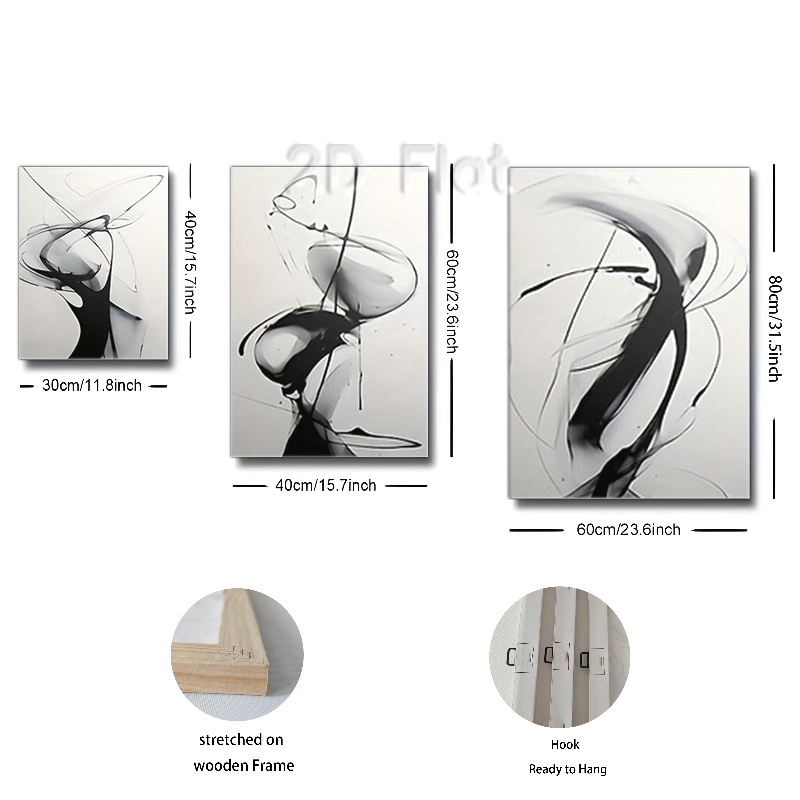 2D Flat
40cm/15.7inch
30cm/11.8inch
60cm/23.6inch
40cm/15.7inch
80cm/31.5inch
60cm/23.6inch
stretched on
wooden Frame
Hook
Ready to Hang